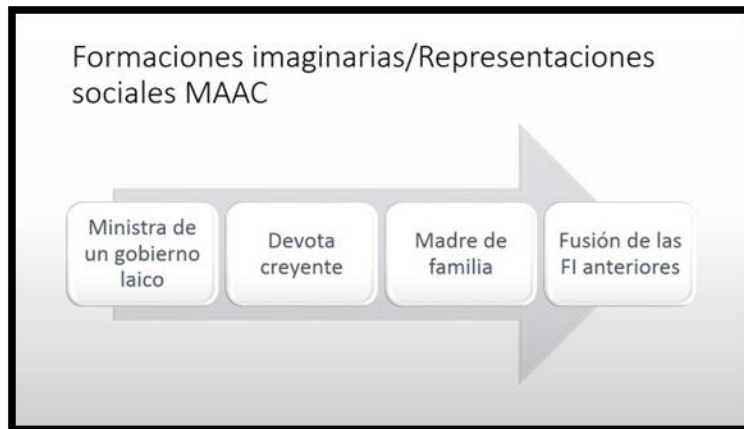 Formaciones imaginarias/Representaciones
sociales MAAC
Ministra de
un gobierno
laico
Devota
creyente
Madre de
familia
Fusión de las
FI anteriores